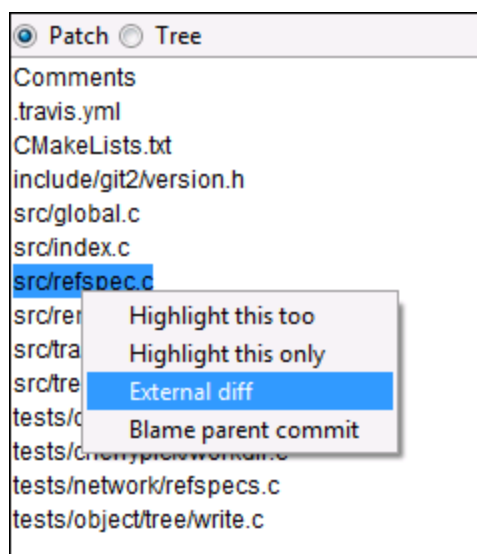 Patch Tree
Comments
.travis.yml
CMakeLists.txt
include/git2/version.h
src/global.c
src/index.c
src/refspec.c
Highlight this too
Highlight this only
External diff
Blame parent commit
tests/network/refspecs.c
tests/object/tree/write.c